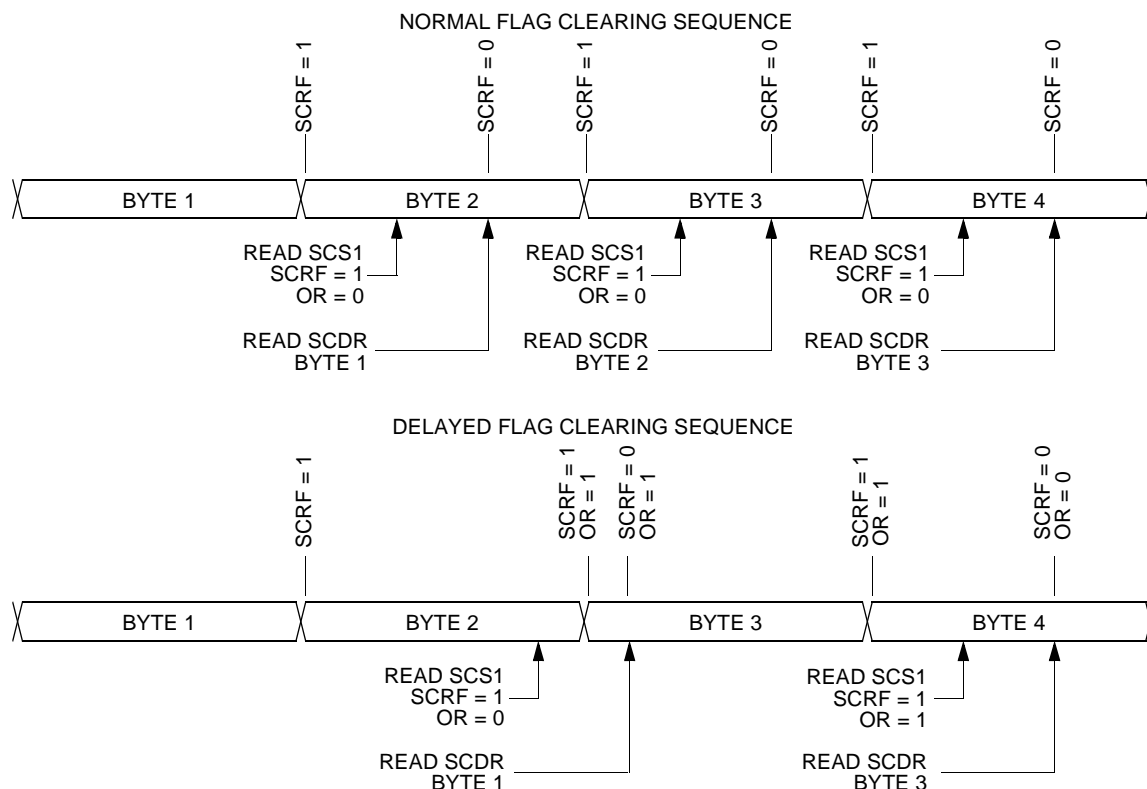 NORMAL FLAG CLEARING SEQUENCE
SCRF = 1
SCRF = 0
SCRF = 1
SCRF = 0
SCRF = 1
SCRF = 0
BYTE 1
BYTE 2
BYTE 3
BYTE 4
READ SCS1
SCRF = 1
OR = 0
READ SCS1
SCRF = 1
OR = 0
READ SCS1
SCRF = 1
OR = 0
READ SCDR
BYTE 1
READ SCDR
BYTE 2
READ SCDR
BYTE 3
DELAYED FLAG CLEARING SEQUENCE
SCRF = 1
SCRF = 1
OR = 1
SCRF = 0
OR = 1
SCRF = 1
OR = 1
SCRF = 0
OR = 0
BYTE 1
BYTE 2
BYTE 3
BYTE 4
READ SCS1
SCRF = 1
OR = 0
READ SCS1
SCRF = 1
OR = 1
READ SCDR
BYTE 1
READ SCDR
BYTE 3